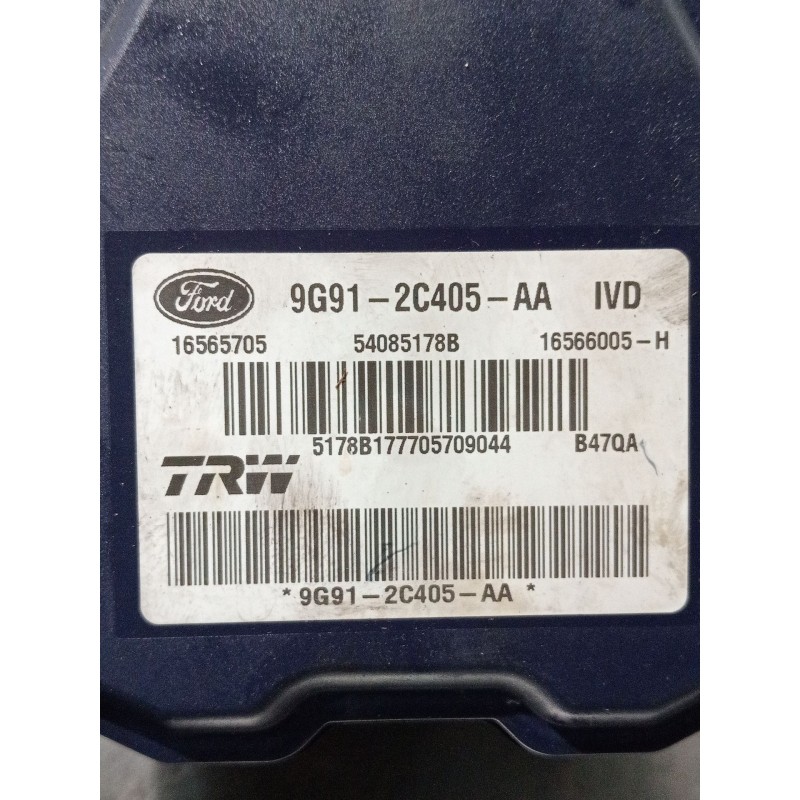 Ford 9G91-2C405-AA IVD
16565705 54085178B 16566005-H
5178B177705709044 B47QA
TRW
* 9G91-2C405-AA *